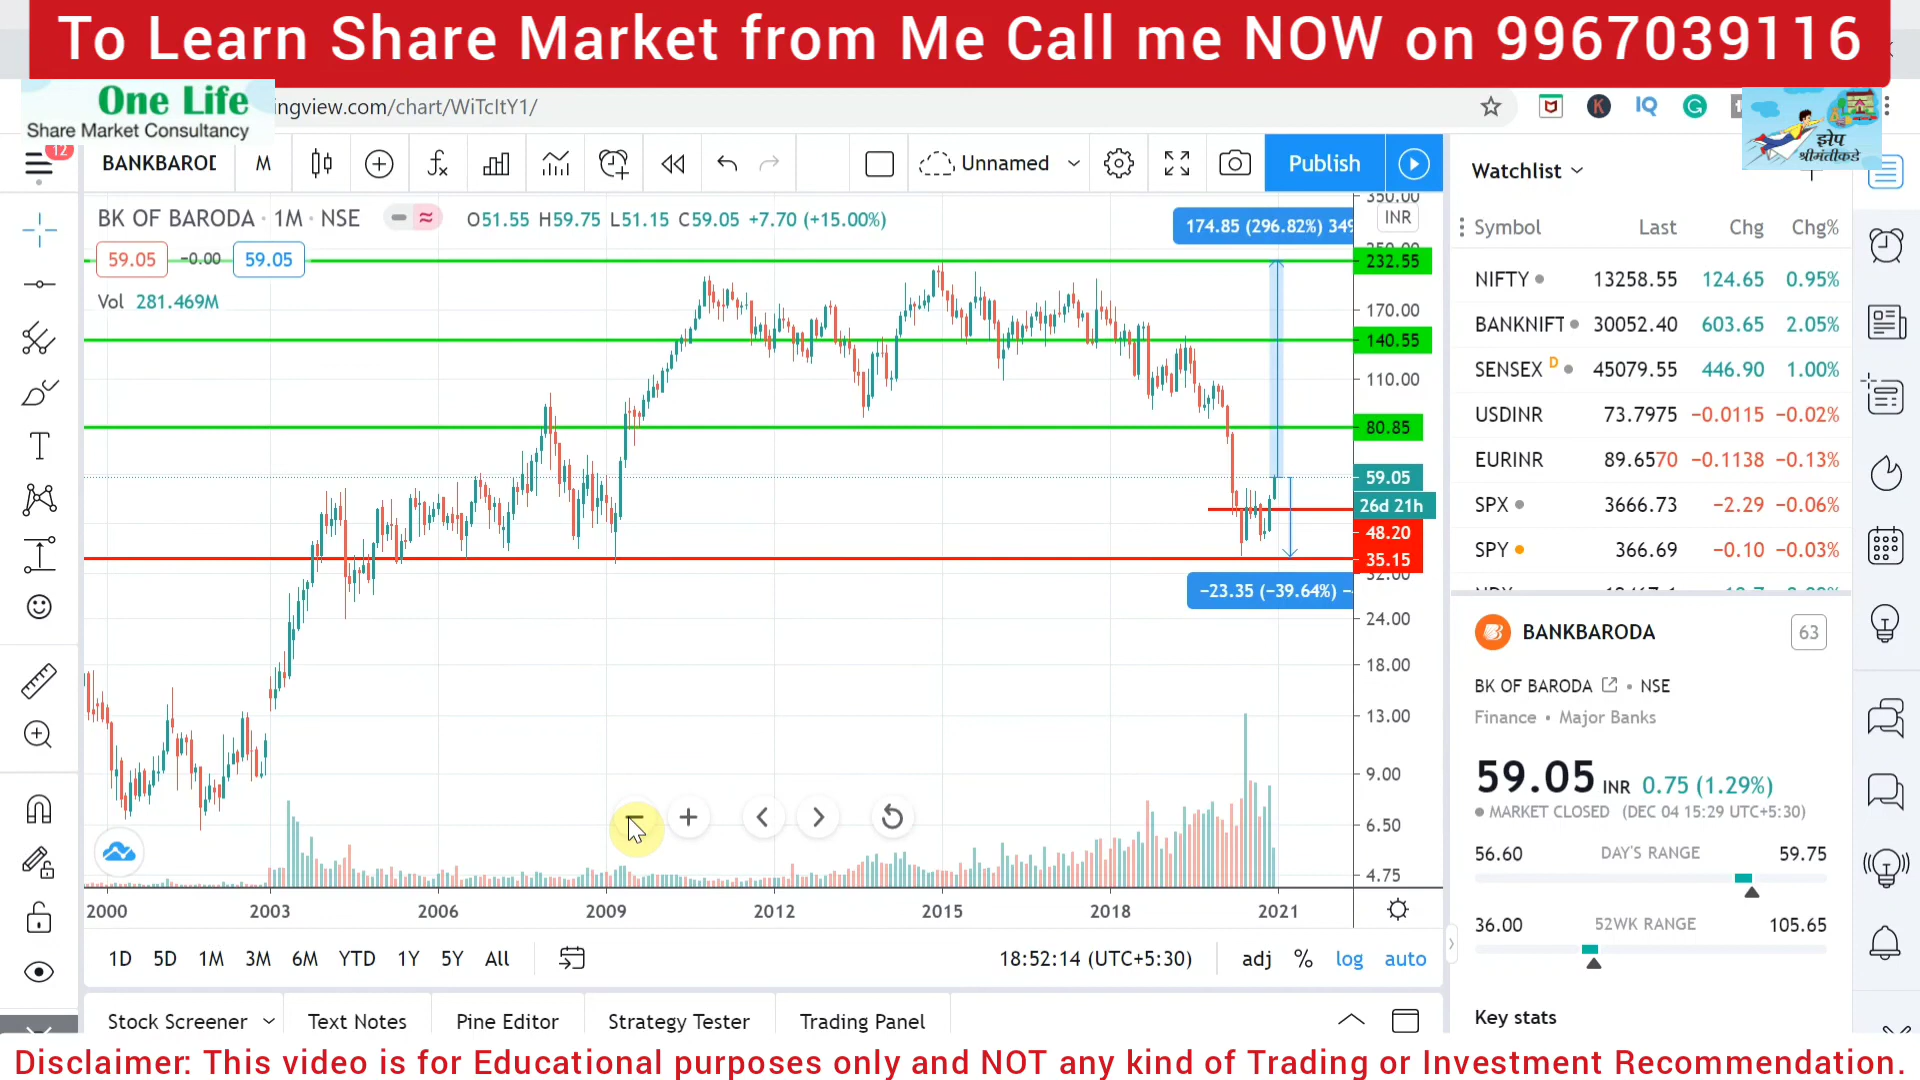 To Learn Share Market from Me Call me NOW on 9967039116
One Life
Share Market Consultancy
ingview.com/chart/WiTcItY1/
झेप
श्रीमंतीकडे
12
BANKBAROD
M
Unnamed
Publish
BK OF BARODA · 1M · NSE
O51.55 H59.75 L51.15 C59.05 +7.70 (+15.00%)
59.05 −0.00 59.05
Vol 281.469M
174.85 (296.82%) 349
−23.35 (−39.64%) −
350.00
INR
250.00
232.55
170.00
140.55
110.00
80.85
59.05
26d 21h
48.20
35.15
32.00
24.00
18.00
13.00
9.00
6.50
4.75
2000 2003 2006 2009 2012 2015 2018 2021
1D 5D 1M 3M 6M YTD 1Y 5Y All
18:52:14 (UTC+5:30)
adj % log auto
Stock Screener Text Notes Pine Editor Strategy Tester Trading Panel
Watchlist
Symbol Last Chg Chg%
NIFTY 13258.55 124.65 0.95%
BANKNIFT 30052.40 603.65 2.05%
SENSEX D 45079.55 446.90 1.00%
USDINR 73.7975 −0.0115 −0.02%
EURINR 89.6570 −0.1138 −0.13%
SPX 3666.73 −2.29 −0.06%
SPY 366.69 −0.10 −0.03%
BANKBARODA 63
BK OF BARODA • NSE
Finance • Major Banks
59.05 INR 0.75 (1.29%)
MARKET CLOSED (DEC 04 15:29 UTC+5:30)
56.60 DAY'S RANGE 59.75
36.00 52WK RANGE 105.65
Key stats
Disclaimer: This video is for Educational purposes only and NOT any kind of Trading or Investment Recommendation.